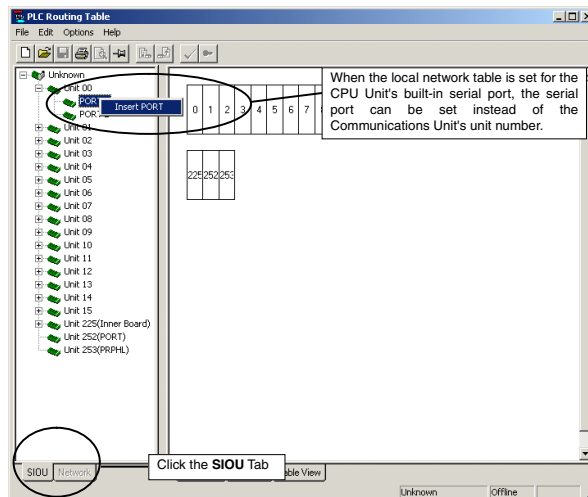 PLC Routing Table
File Edit Options Help
Unknown
Unit 00
PORT
Insert PORT
Unit 01
Unit 02
Unit 03
Unit 04
Unit 05
Unit 06
Unit 07
Unit 08
Unit 09
Unit 10
Unit 11
Unit 12
Unit 13
Unit 14
Unit 15
Unit 225(Inner Board)
Unit 252(PORT)
Unit 253(PRPHL)
0 1 2 3 4 5 6 7
225 252 253
When the local network table is set for the
CPU Unit's built-in serial port, the serial
port can be set instead of the
Communications Unit's unit number.
SIOU Network
Click the SIOU Tab
View
Unknown Offline